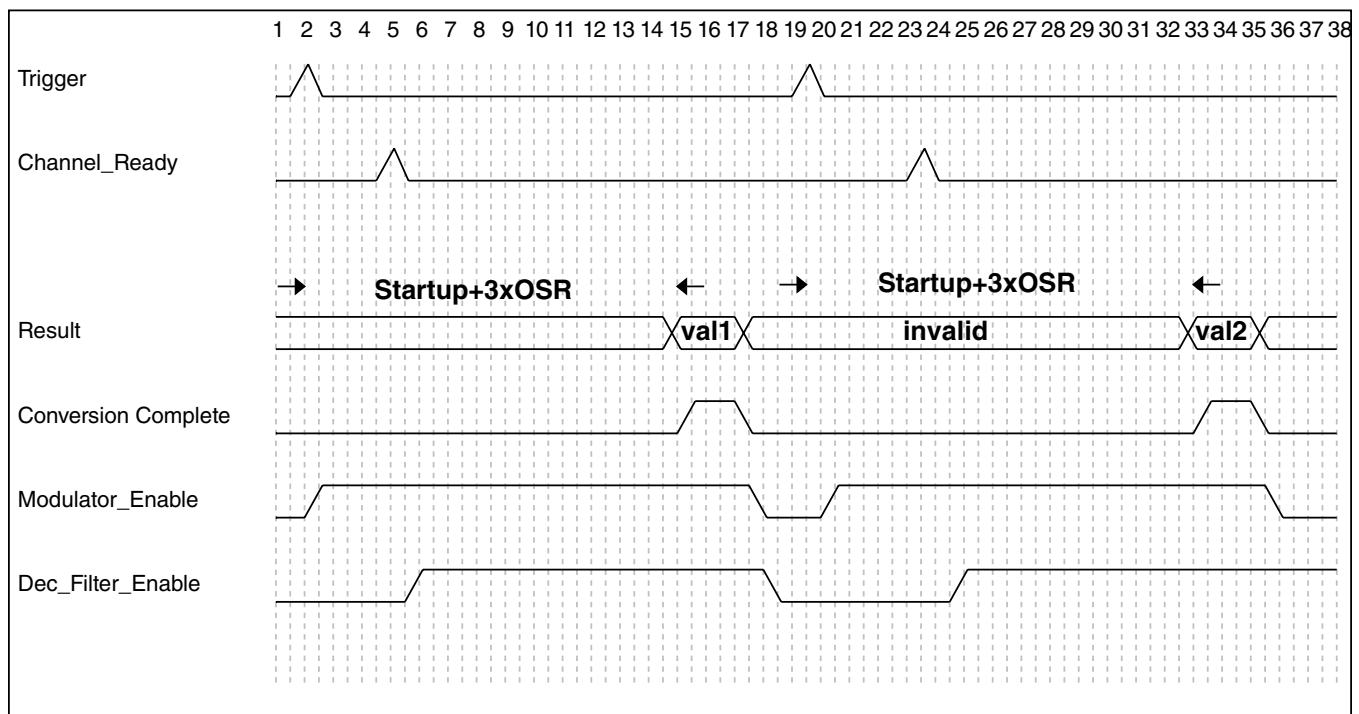 1 2 3 4 5 6 7 8 9 10 11 12 13 14 15 16 17 18 19 20 21 22 23 24 25 26 27 28 29 30 31 32 33 34 35 36 37 38
Trigger
Channel_Ready
Startup+3xOSR Startup+3xOSR
Result val1 invalid val2
Conversion Complete
Modulator_Enable
Dec_Filter_Enable